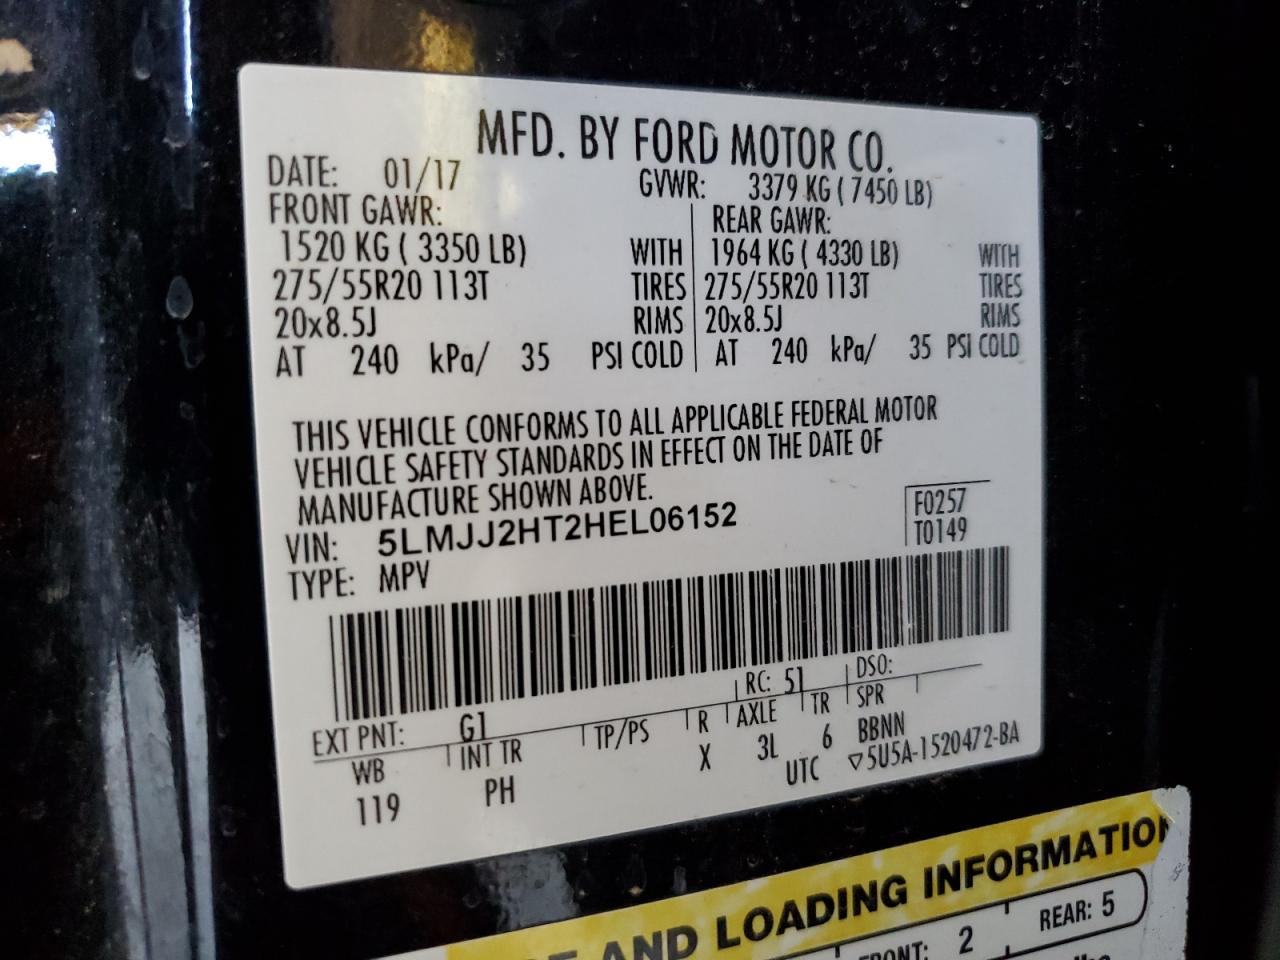 MFD. BY FORD MOTOR CO.
DATE: 01/17 GVWR: 3379 KG ( 7450 LB)
FRONT GAWR: REAR GAWR:
1520 KG ( 3350 LB) WITH 1964 KG ( 4330 LB) WITH
275/55R20 113T TIRES 275/55R20 113T TIRES
20x8.5J RIMS 20x8.5J RIMS
AT 240 kPa/ 35 PSI COLD AT 240 kPa/ 35 PSI COLD
THIS VEHICLE CONFORMS TO ALL APPLICABLE FEDERAL MOTOR
VEHICLE SAFETY STANDARDS IN EFFECT ON THE DATE OF
MANUFACTURE SHOWN ABOVE.
VIN: 5LMJJ2HT2HEL06152 F0257
TYPE: MPV T0149
EXT PNT: G1 RC: 51 DSO:
WB INT TR TP/PS R AXLE TR SPR
119 PH X 3L 6 BBNN
UTC ▽5U5A-1520472-BA
AND LOADING INFORMATION
FRONT: 2 REAR: 5